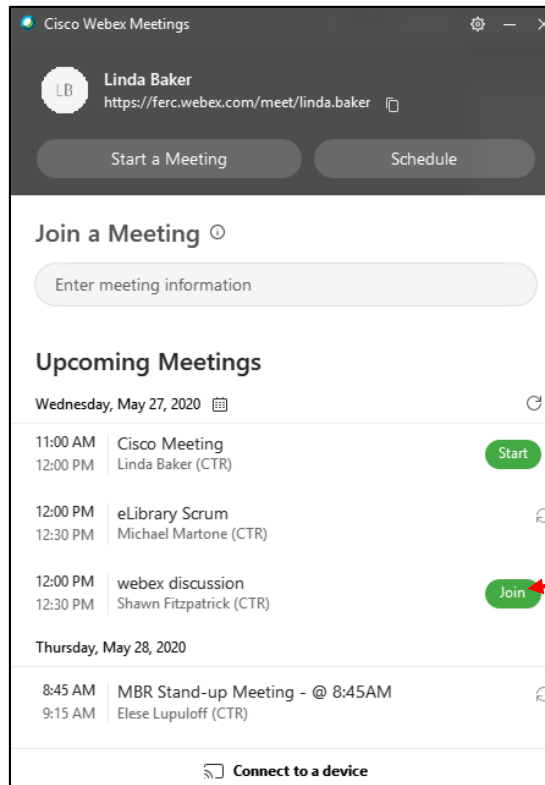 Cisco Webex Meetings
LB
Linda Baker
https://ferc.webex.com/meet/linda.baker
Start a Meeting
Schedule
Join a Meeting
Enter meeting information
Upcoming Meetings
Wednesday, May 27, 2020
11:00 AM Cisco Meeting
12:00 PM Linda Baker (CTR)
Start
12:00 PM eLibrary Scrum
12:30 PM Michael Martone (CTR)
12:00 PM webex discussion
12:30 PM Shawn Fitzpatrick (CTR)
Join
Thursday, May 28, 2020
8:45 AM MBR Stand-up Meeting - @ 8:45AM
9:15 AM Elese Lupuloff (CTR)
Connect to a device